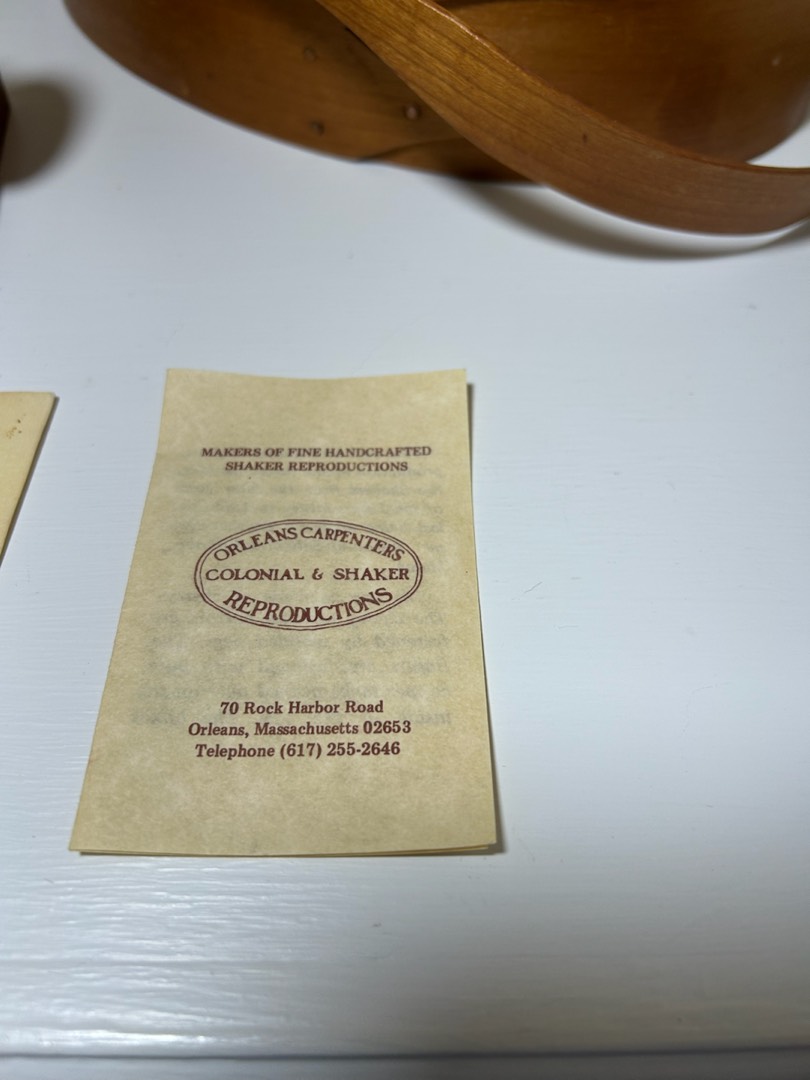 MAKERS OF FINE HANDCRAFTED
SHAKER REPRODUCTIONS
ORLEANS CARPENTERS
COLONIAL & SHAKER
REPRODUCTIONS
70 Rock Harbor Road
Orleans, Massachusetts 02653
Telephone (617) 255-2646